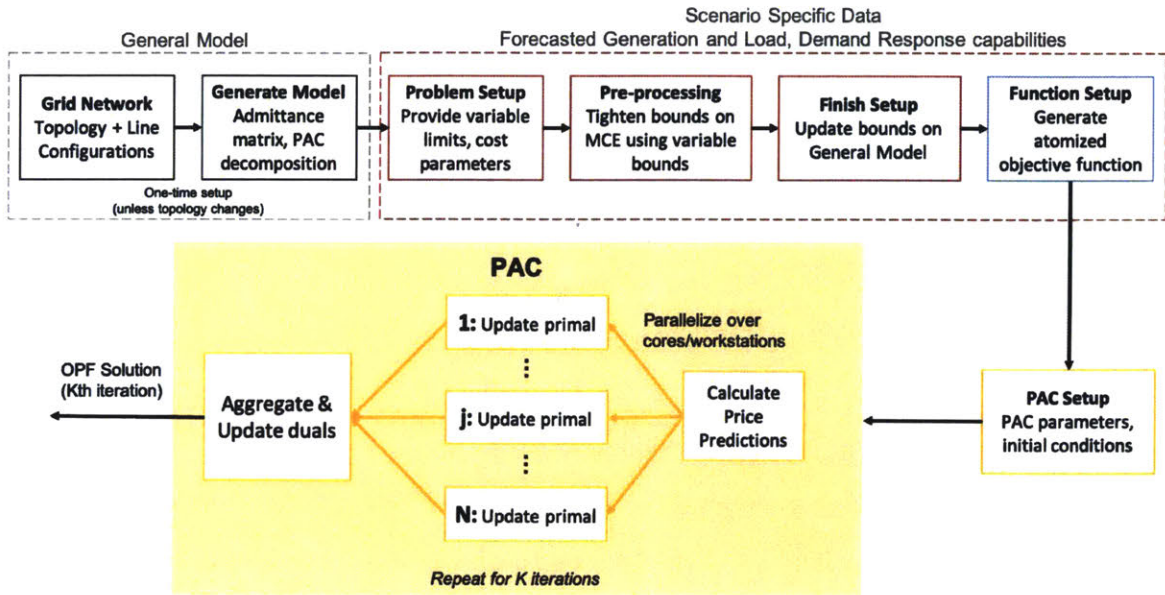 Scenario Specific Data
General Model
Forecasted Generation and Load, Demand Response capabilities
Grid Network
Topology + Line
Configurations
Generate Model
Admittance
matrix, PAC
decomposition
One-time setup
(unless topology changes)
Problem Setup
Provide variable
limits, cost
parameters
Pre-processing
Tighten bounds on
MCE using variable
bounds
Finish Setup
Update bounds on
General Model
Function Setup
Generate
atomized
objective function
PAC
1: Update primal
⋮
j: Update primal
⋮
N: Update primal
Parallelize over
cores/workstations
Calculate
Price
Predictions
Aggregate &
Update duals
OPF Solution
(Kth iteration)
PAC Setup
PAC parameters,
initial conditions
Repeat for K iterations